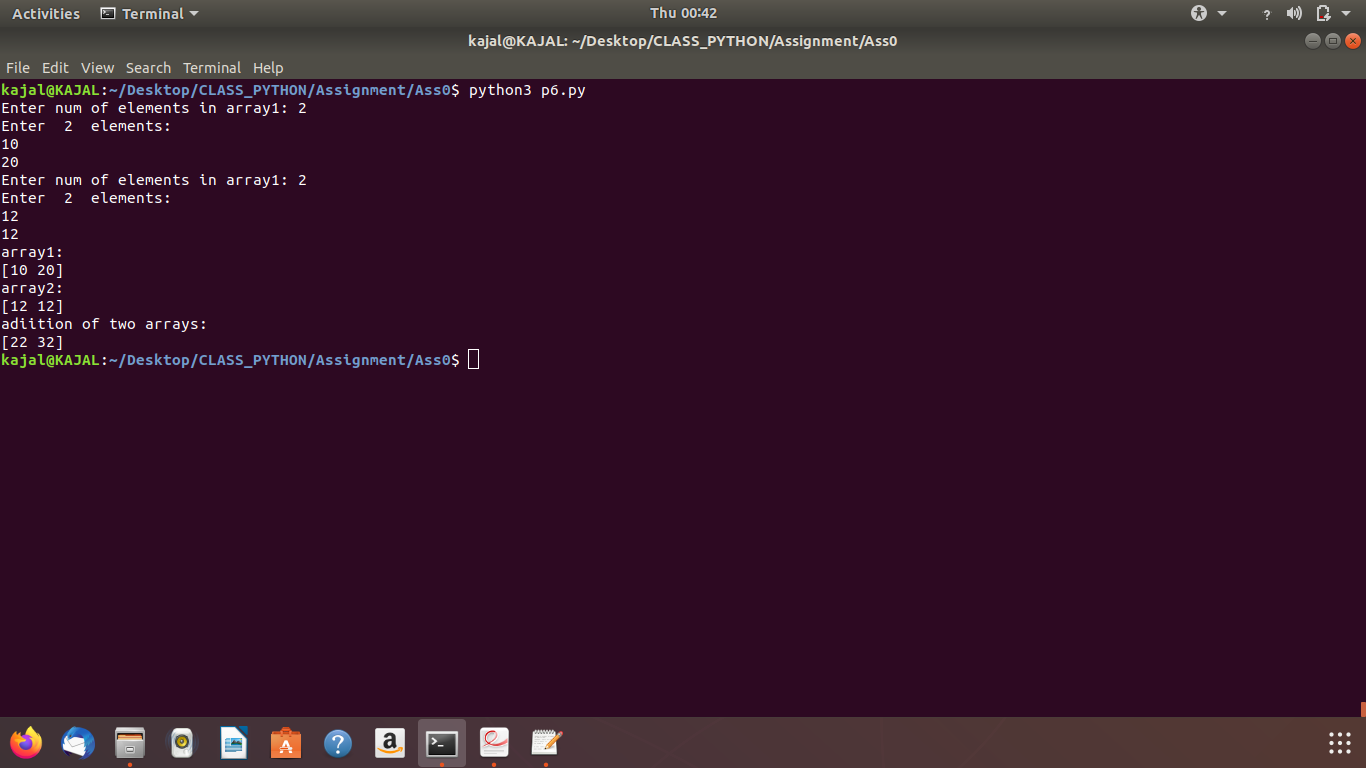 Activities Terminal Thu 00:42
kajal@KAJAL: ~/Desktop/CLASS_PYTHON/Assignment/Ass0
File Edit View Search Terminal Help
kajal@KAJAL:~/Desktop/CLASS_PYTHON/Assignment/Ass0$ python3 p6.py
Enter num of elements in array1: 2
Enter  2  elements:
10
20
Enter num of elements in array1: 2
Enter  2  elements:
12
12
array1:
[10 20]
array2:
[12 12]
adiition of two arrays:
[22 32]
kajal@KAJAL:~/Desktop/CLASS_PYTHON/Assignment/Ass0$